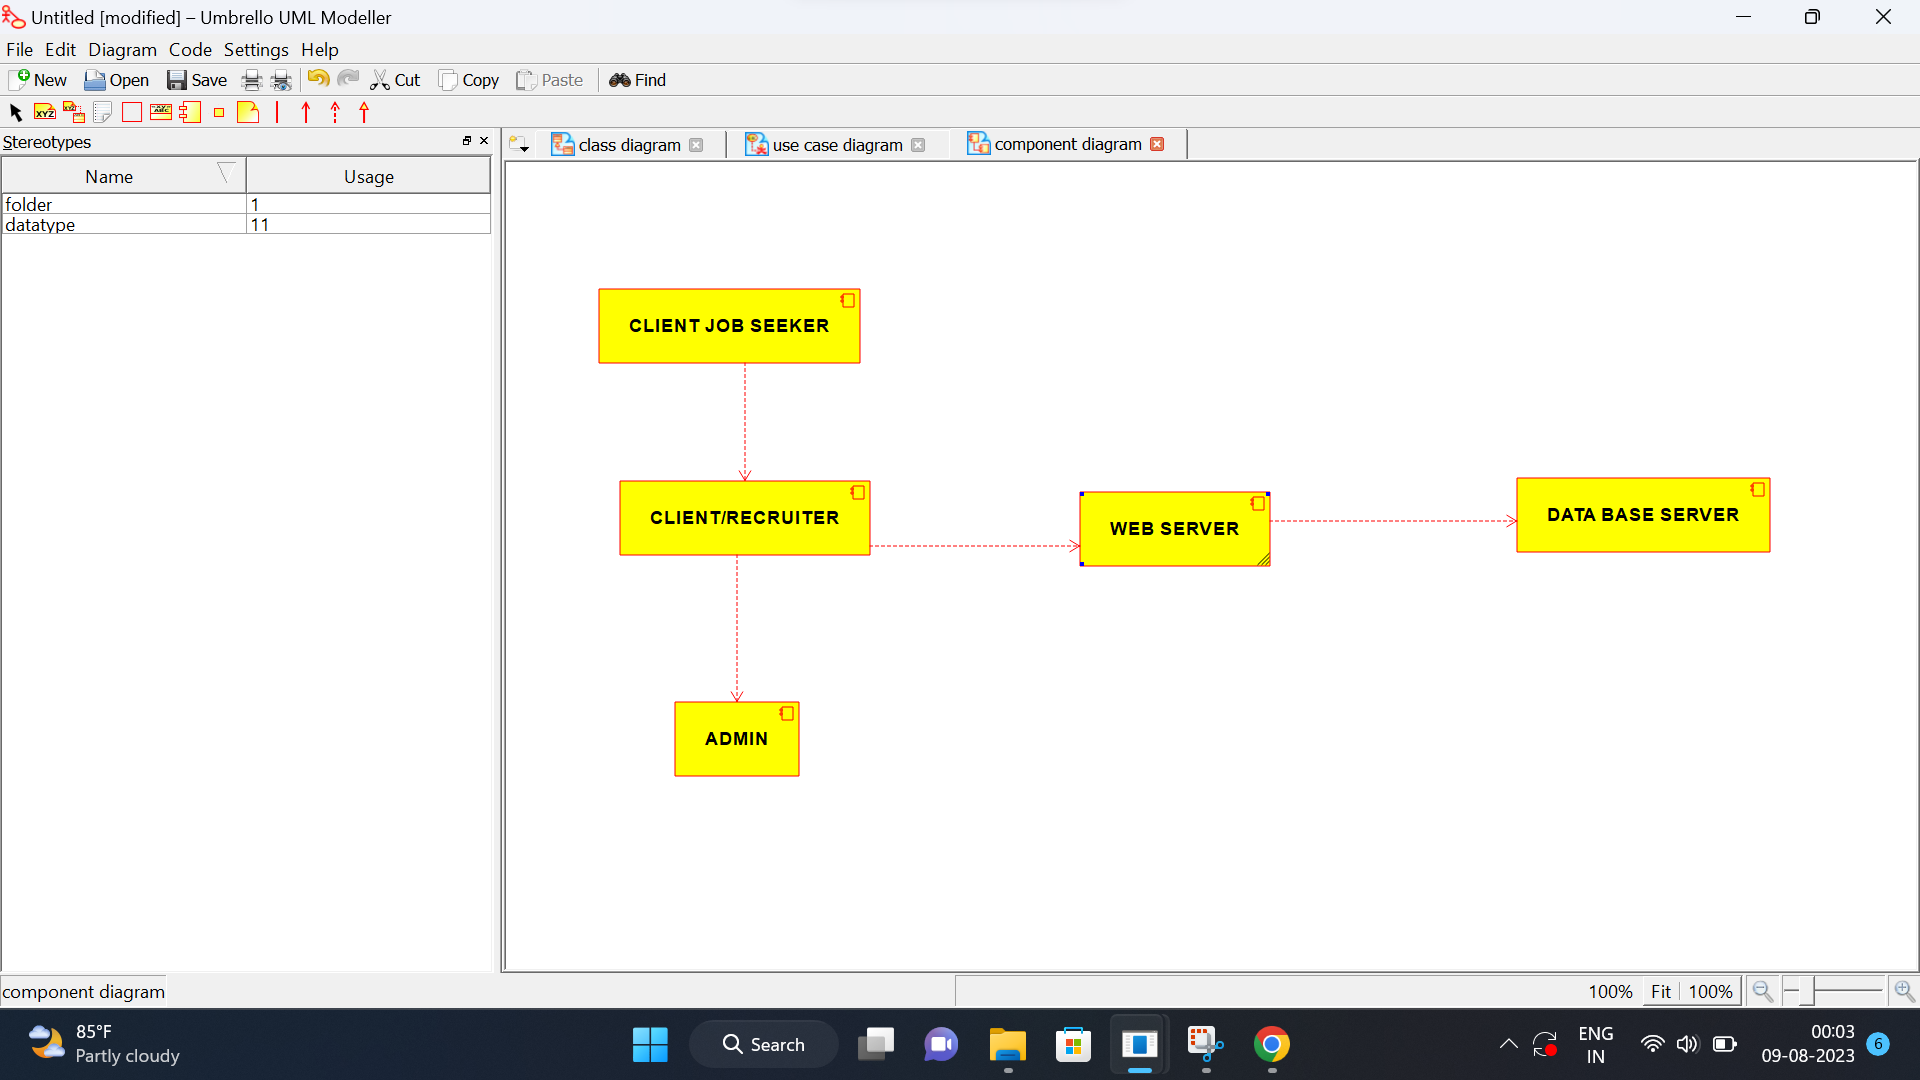 Untitled [modified] – Umbrello UML Modeller
File Edit Diagram Code Settings Help
New Open Save Cut Copy Paste Find
XYZ
Stereotypes
class diagram use case diagram component diagram
Name Usage
folder 1
datatype 11
CLIENT JOB SEEKER
CLIENT/RECRUITER
WEB SERVER
DATA BASE SERVER
ADMIN
component diagram
100% Fit 100%
85°F
Partly cloudy
Search
ENG
IN
00:03
09-08-2023
6